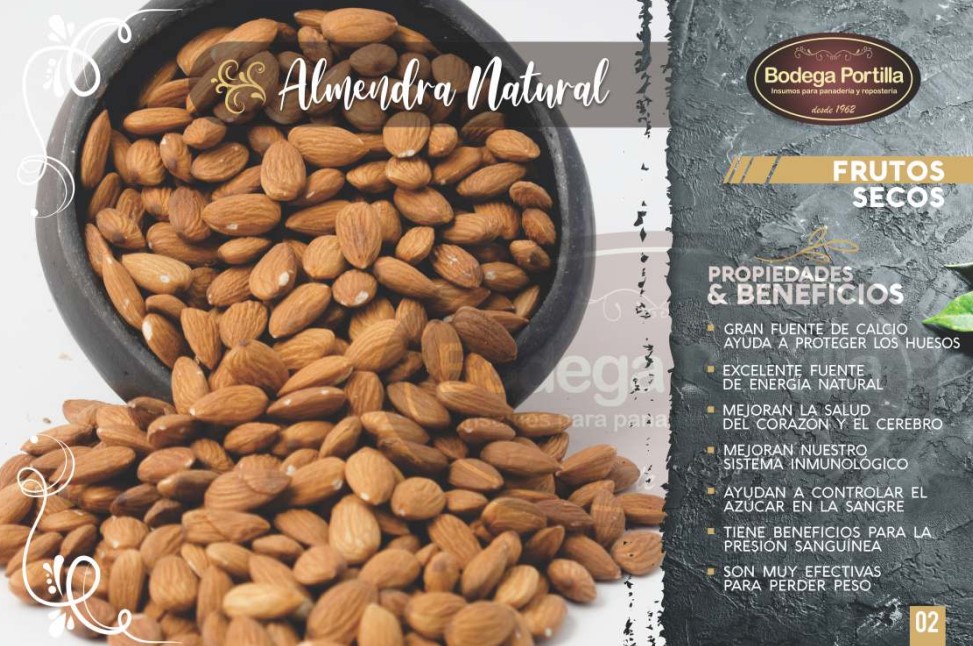 Almendra Natural
Bodega Portilla
Insumos para panadería y repostería
desde 1962
FRUTOS
SECOS
PROPIEDADES
& BENEFICIOS
GRAN FUENTE DE CALCIO
AYUDA A PROTEGER LOS HUESOS
EXCELENTE FUENTE
DE ENERGÍA NATURAL
MEJORAN LA SALUD
DEL CORAZÓN Y EL CEREBRO
MEJORAN NUESTRO
SISTEMA INMUNOLÓGICO
AYUDAN A CONTROLAR EL
AZUCAR EN LA SANGRE
TIENE BENEFICIOS PARA LA
PRESIÓN SANGUÍNEA
SON MUY EFECTIVAS
PARA PERDER PESO
02